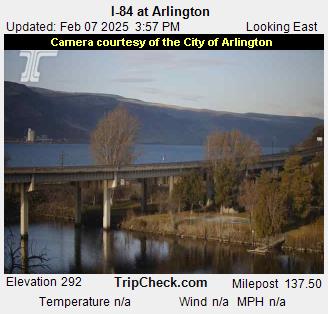 I-84 at Arlington
Updated: Feb 07 2025 3:57 PM Looking East
Camera courtesy of the City of Arlington
Elevation 292 TripCheck.com Milepost 137.50
Temperature n/a Wind n/a MPH n/a